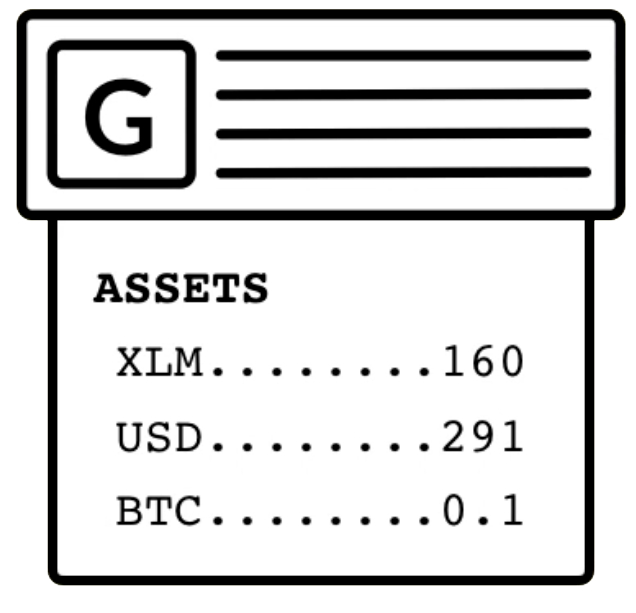 G
ASSETS
XLM........160
USD........291
BTC........0.1